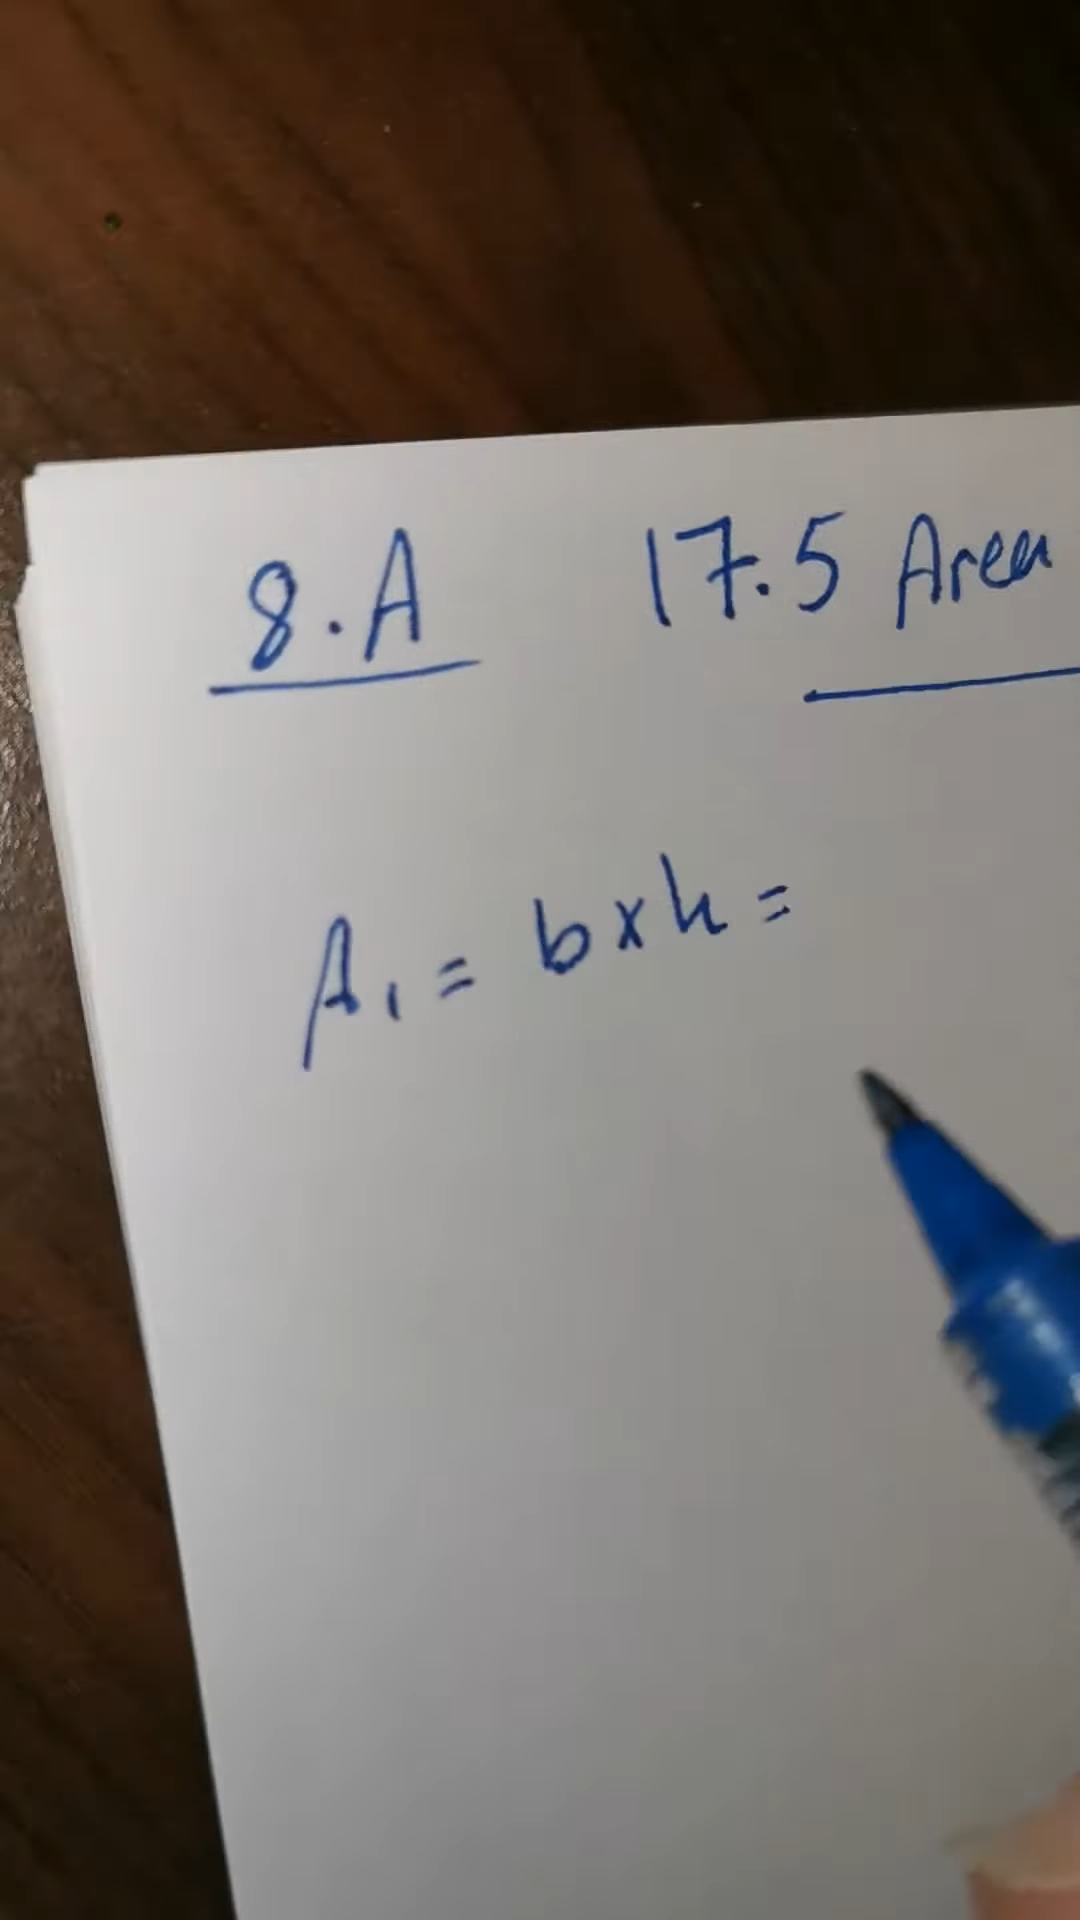 8.A 17.5 Area
A₁ = b x h =